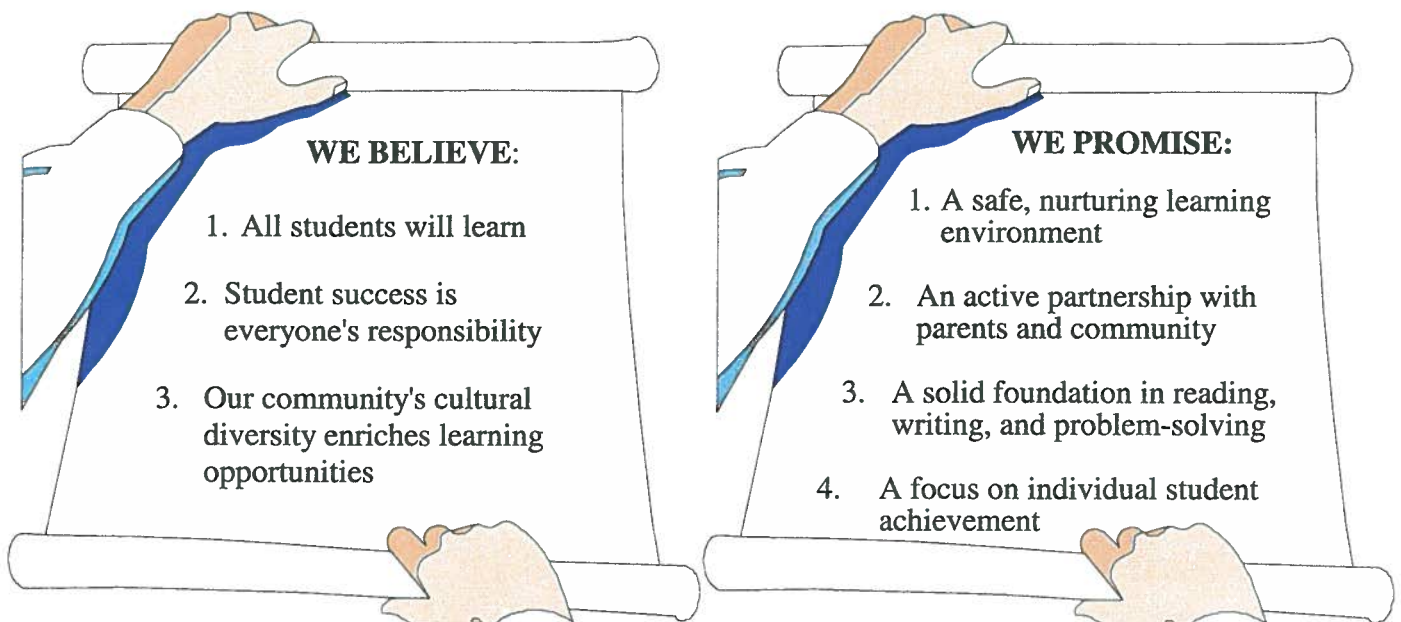 WE BELIEVE:
1. All students will learn
2. Student success is
everyone's responsibility
3. Our community's cultural
diversity enriches learning
opportunities
WE PROMISE:
1. A safe, nurturing learning
environment
2. An active partnership with
parents and community
3. A solid foundation in reading,
writing, and problem-solving
4. A focus on individual student
achievement